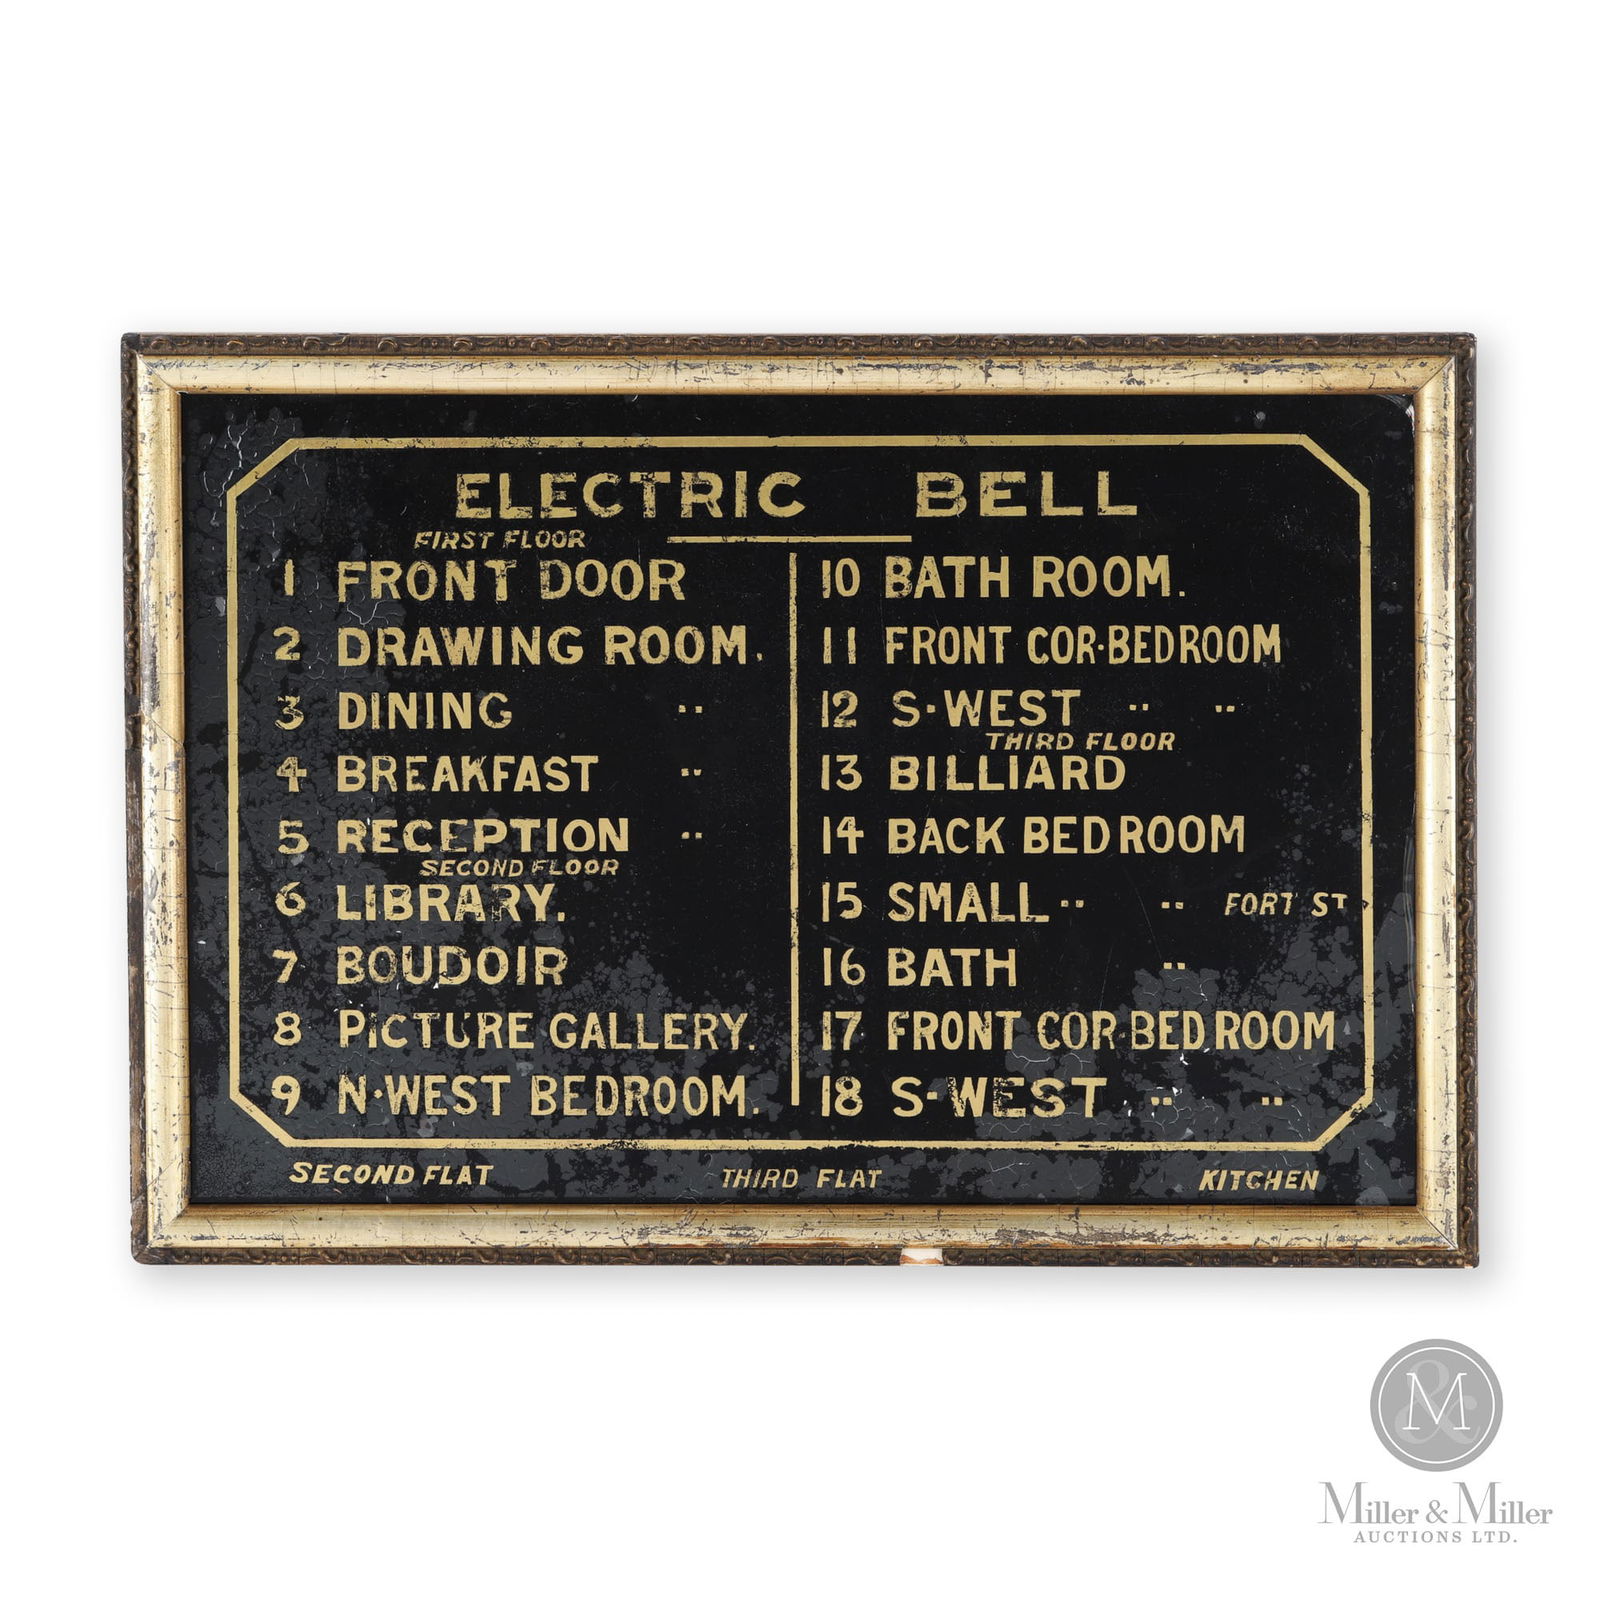 ELECTRIC BELL
FIRST FLOOR
1 FRONT DOOR
2 DRAWING ROOM.
3 DINING "
4 BREAKFAST "
5 RECEPTION "
SECOND FLOOR
6 LIBRARY.
7 BOUDOIR
8 PICTURE GALLERY.
9 N·WEST BEDROOM.
10 BATH ROOM.
11 FRONT COR·BEDROOM
12 S·WEST " "
THIRD FLOOR
13 BILLIARD
14 BACK BEDROOM
15 SMALL " " FORT ST
16 BATH "
17 FRONT COR·BEDROOM
18 S-WEST " "
SECOND FLAT THIRD FLAT KITCHEN
M
&
Miller & Miller
AUCTIONS LTD.